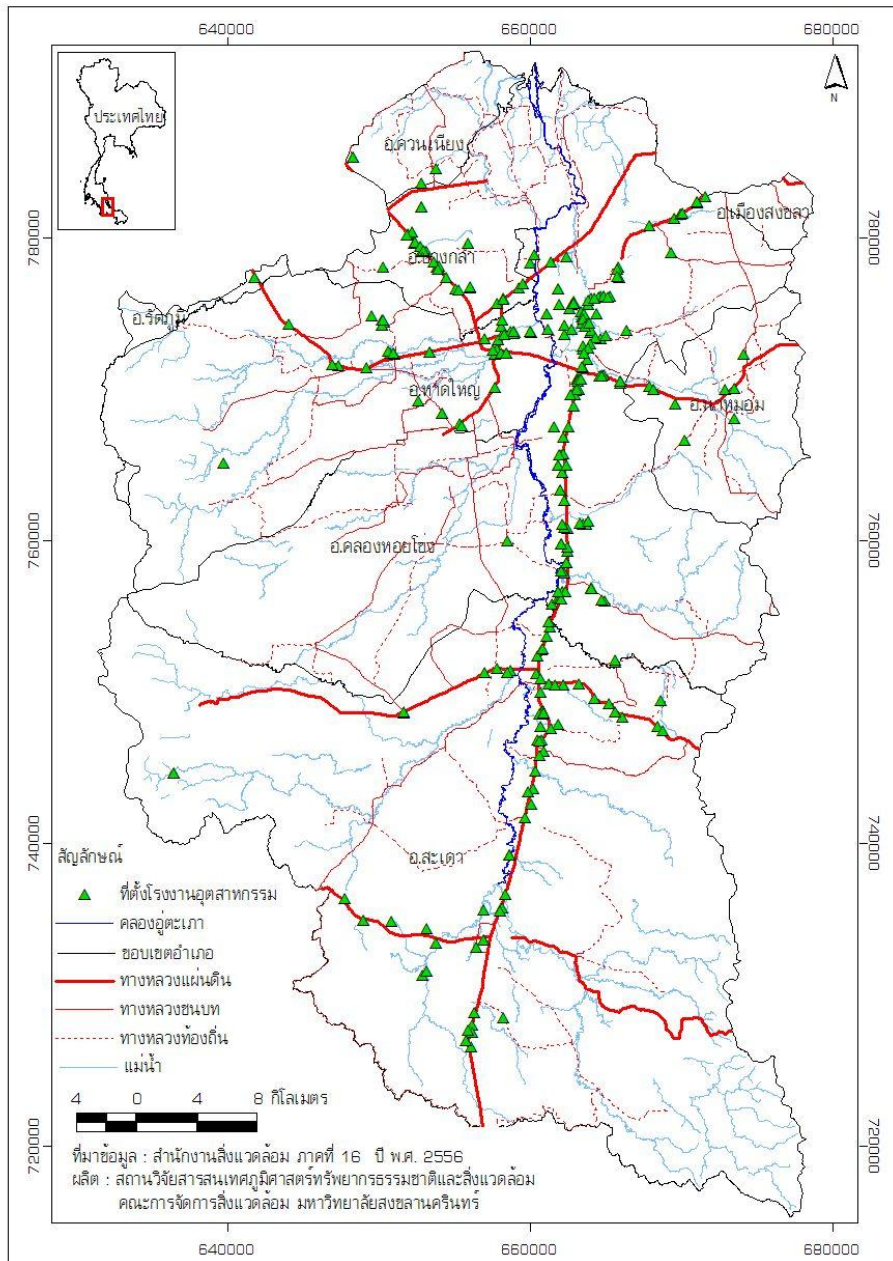 640000 660000 680000
ประเทศไทย
N
อ.ควนเนียง
อ.เมืองสงขลา
780000 780000
อ.บางกล่ำ
อ.รัตภูมิ
อ.หาดใหญ่
อ.นาหม่อม
760000 760000
อ.คลองหอยโข่ง
740000 740000
อ.สะเดา
สัญลักษณ์
ที่ตั้งโรงงานอุตสาหกรรม
คลองอู่ตะเภา
ขอบเขตอำเภอ
ทางหลวงแผ่นดิน
ทางหลวงชนบท
ทางหลวงท้องถิ่น
แม่น้ำ
4 0 4 8 กิโลเมตร
720000 720000
ที่มาข้อมูล : สำนักงานสิ่งแวดล้อม ภาคที่ 16 ปี พ.ศ. 2556
ผลิต : สถานวิจัยสารสนเทศภูมิศาสตร์ทรัพยากรธรรมชาติและสิ่งแวดล้อม
คณะการจัดการสิ่งแวดล้อม มหาวิทยาลัยสงขลานครินทร์
640000 660000 680000